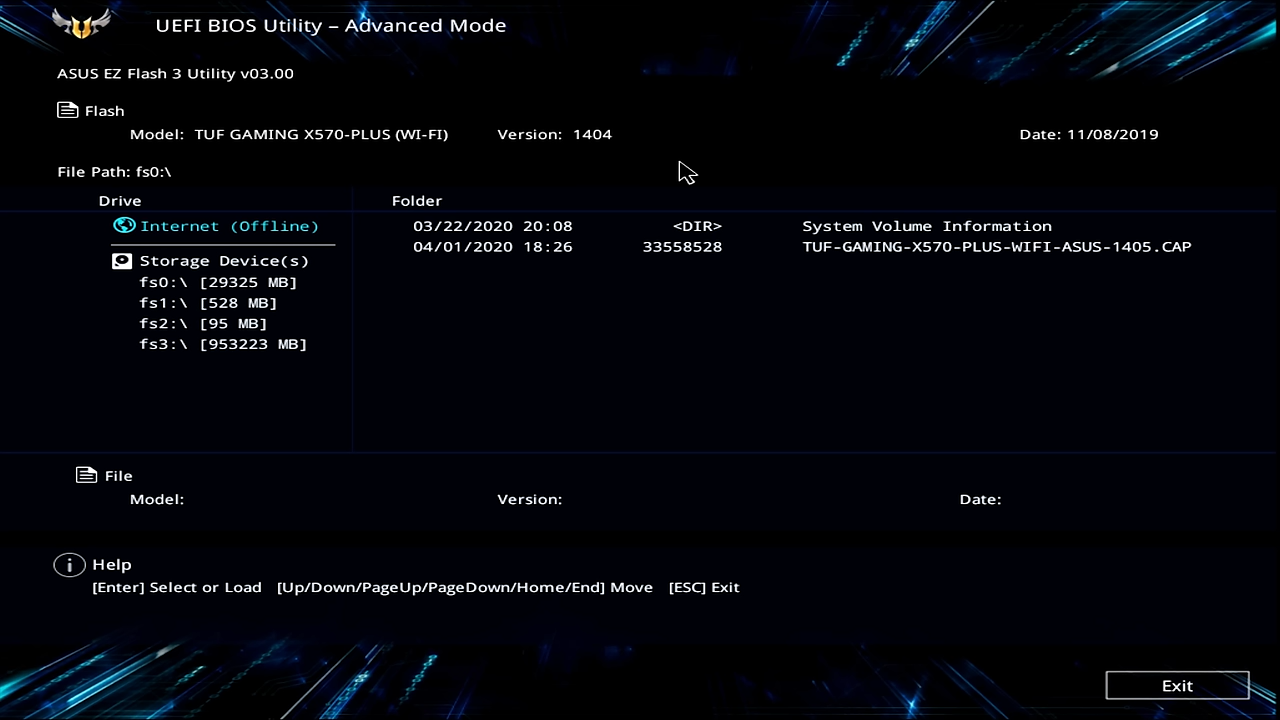 UEFI BIOS Utility – Advanced Mode
ASUS EZ Flash 3 Utility v03.00
Flash
Model: TUF GAMING X570-PLUS (WI-FI) Version: 1404 Date: 11/08/2019
File Path: fs0:\
Drive Folder
Internet (Offline) 03/22/2020 20:08 <DIR> System Volume Information
04/01/2020 18:26 33558528 TUF-GAMING-X570-PLUS-WIFI-ASUS-1405.CAP
Storage Device(s)
fs0:\ [29325 MB]
fs1:\ [528 MB]
fs2:\ [95 MB]
fs3:\ [953223 MB]
File
Model: Version: Date:
Help
[Enter] Select or Load [Up/Down/PageUp/PageDown/Home/End] Move [ESC] Exit
Exit